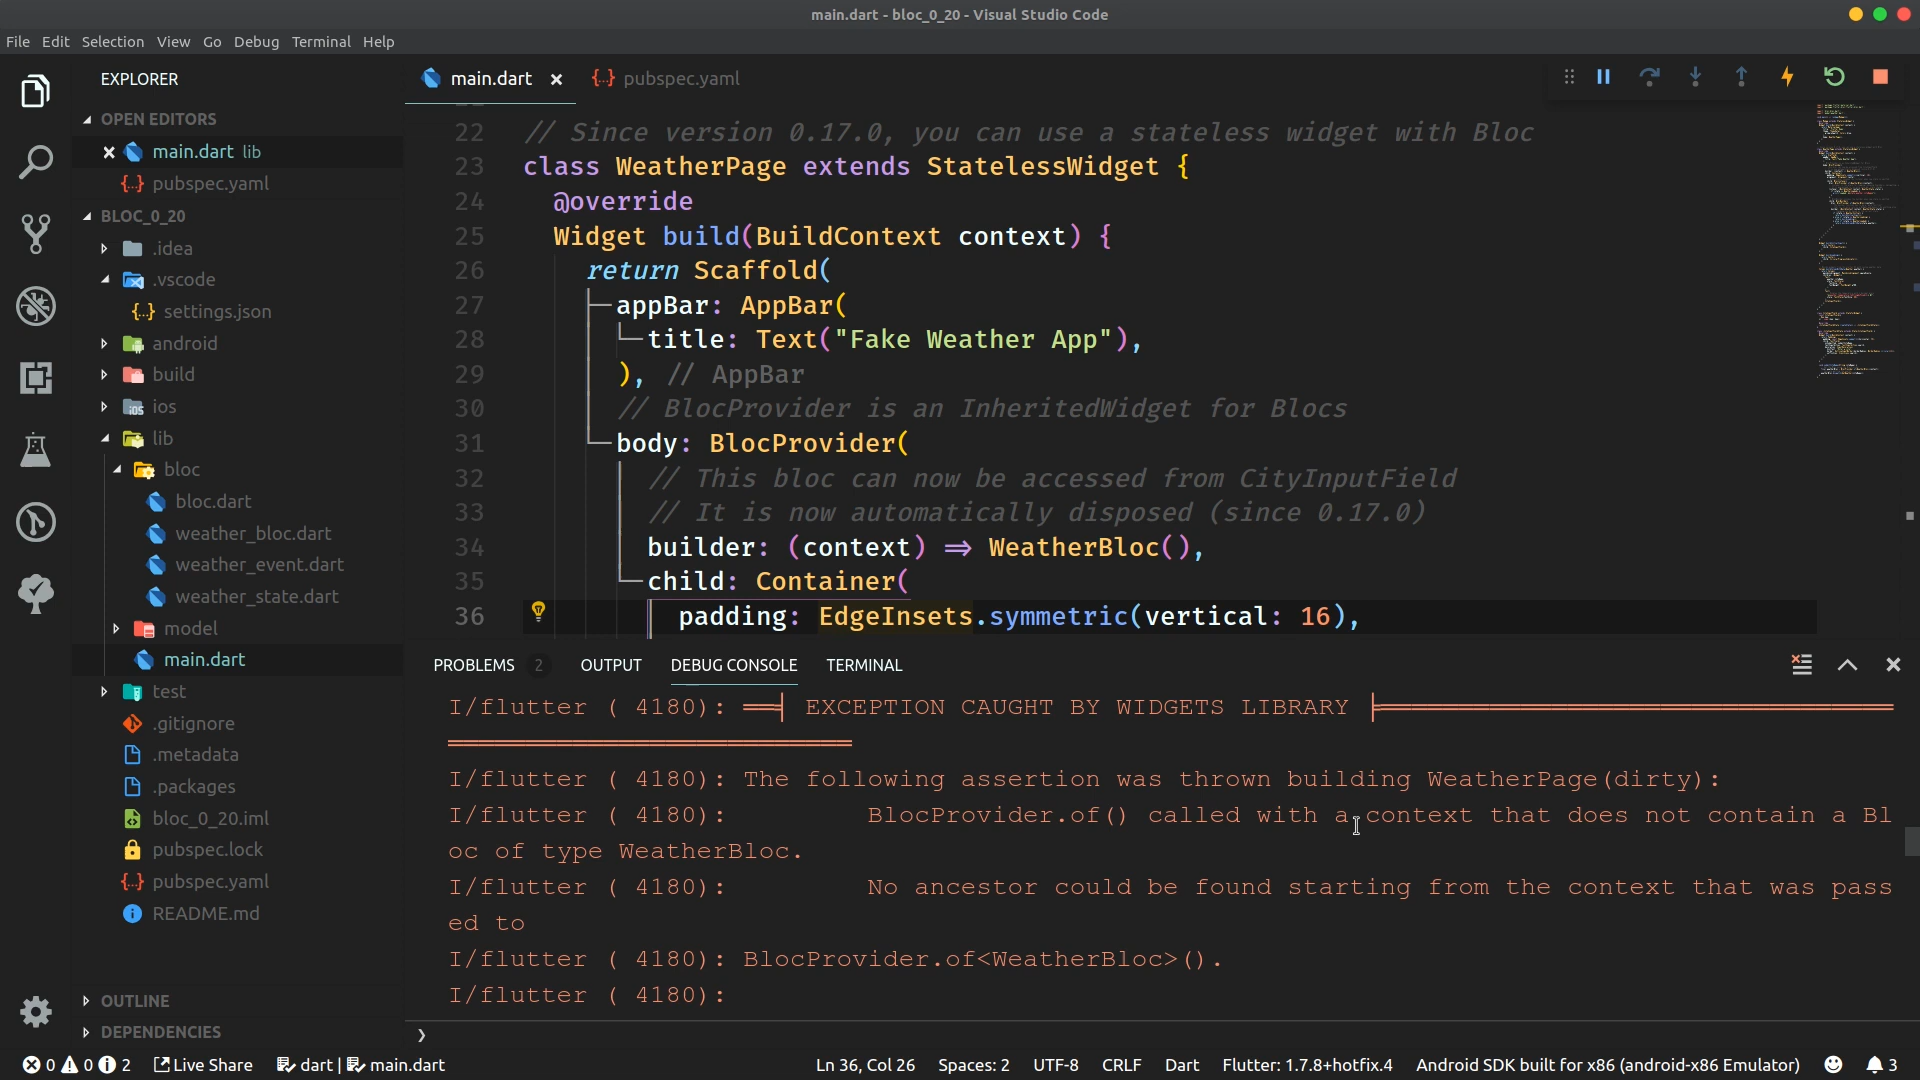 main.dart - bloc_0_20 - Visual Studio Code
File Edit Selection View Go Debug Terminal Help
EXPLORER
OPEN EDITORS
main.dart lib
pubspec.yaml
BLOC_0_20
.idea
.vscode
settings.json
android
build
ios
lib
bloc
bloc.dart
weather_bloc.dart
weather_event.dart
weather_state.dart
model
main.dart
test
.gitignore
.metadata
.packages
bloc_0_20.iml
pubspec.lock
pubspec.yaml
README.md
OUTLINE
DEPENDENCIES
main.dart pubspec.yaml
22 // Since version 0.17.0, you can use a stateless widget with Bloc
23 class WeatherPage extends StatelessWidget {
24 @override
25 Widget build(BuildContext context) {
26 return Scaffold(
27 appBar: AppBar(
28 title: Text("Fake Weather App"),
29 ), // AppBar
30 // BlocProvider is an InheritedWidget for Blocs
31 body: BlocProvider(
32 // This bloc can now be accessed from CityInputField
33 // It is now automatically disposed (since 0.17.0)
34 builder: (context) => WeatherBloc(),
35 child: Container(
36 padding: EdgeInsets.symmetric(vertical: 16),
PROBLEMS 2 OUTPUT DEBUG CONSOLE TERMINAL
I/flutter ( 4180): ══╡ EXCEPTION CAUGHT BY WIDGETS LIBRARY ╞═════════════════════════════════
══════════════════════════
I/flutter ( 4180): The following assertion was thrown building WeatherPage(dirty):
I/flutter ( 4180): BlocProvider.of() called with a context that does not contain a Bl
oc of type WeatherBloc.
I/flutter ( 4180): No ancestor could be found starting from the context that was pass
ed to
I/flutter ( 4180): BlocProvider.of<WeatherBloc>().
I/flutter ( 4180):
0 0 2 Live Share dart | main.dart Ln 36, Col 26 Spaces: 2 UTF-8 CRLF Dart Flutter: 1.7.8+hotfix.4 Android SDK built for x86 (android-x86 Emulator) 3